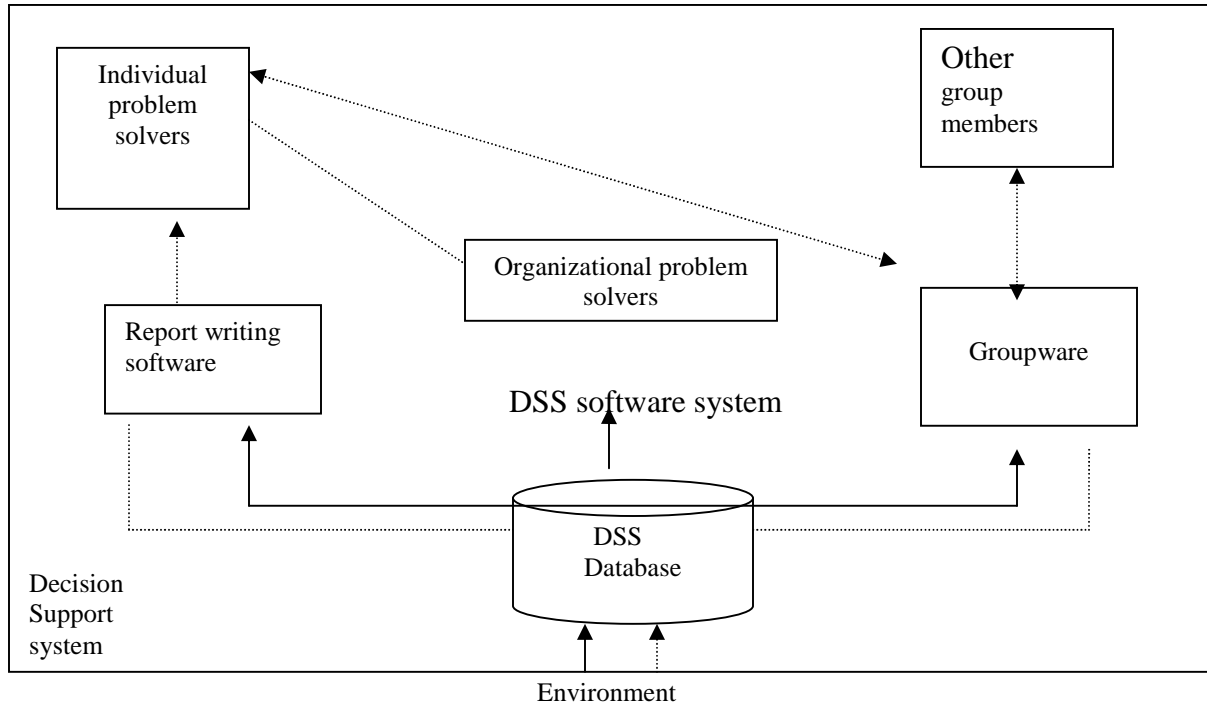 Individual
problem
solvers
Other
group
members
Organizational problem
solvers
Report writing
software
Groupware
DSS software system
DSS
Database
Decision
Support
system
Environment